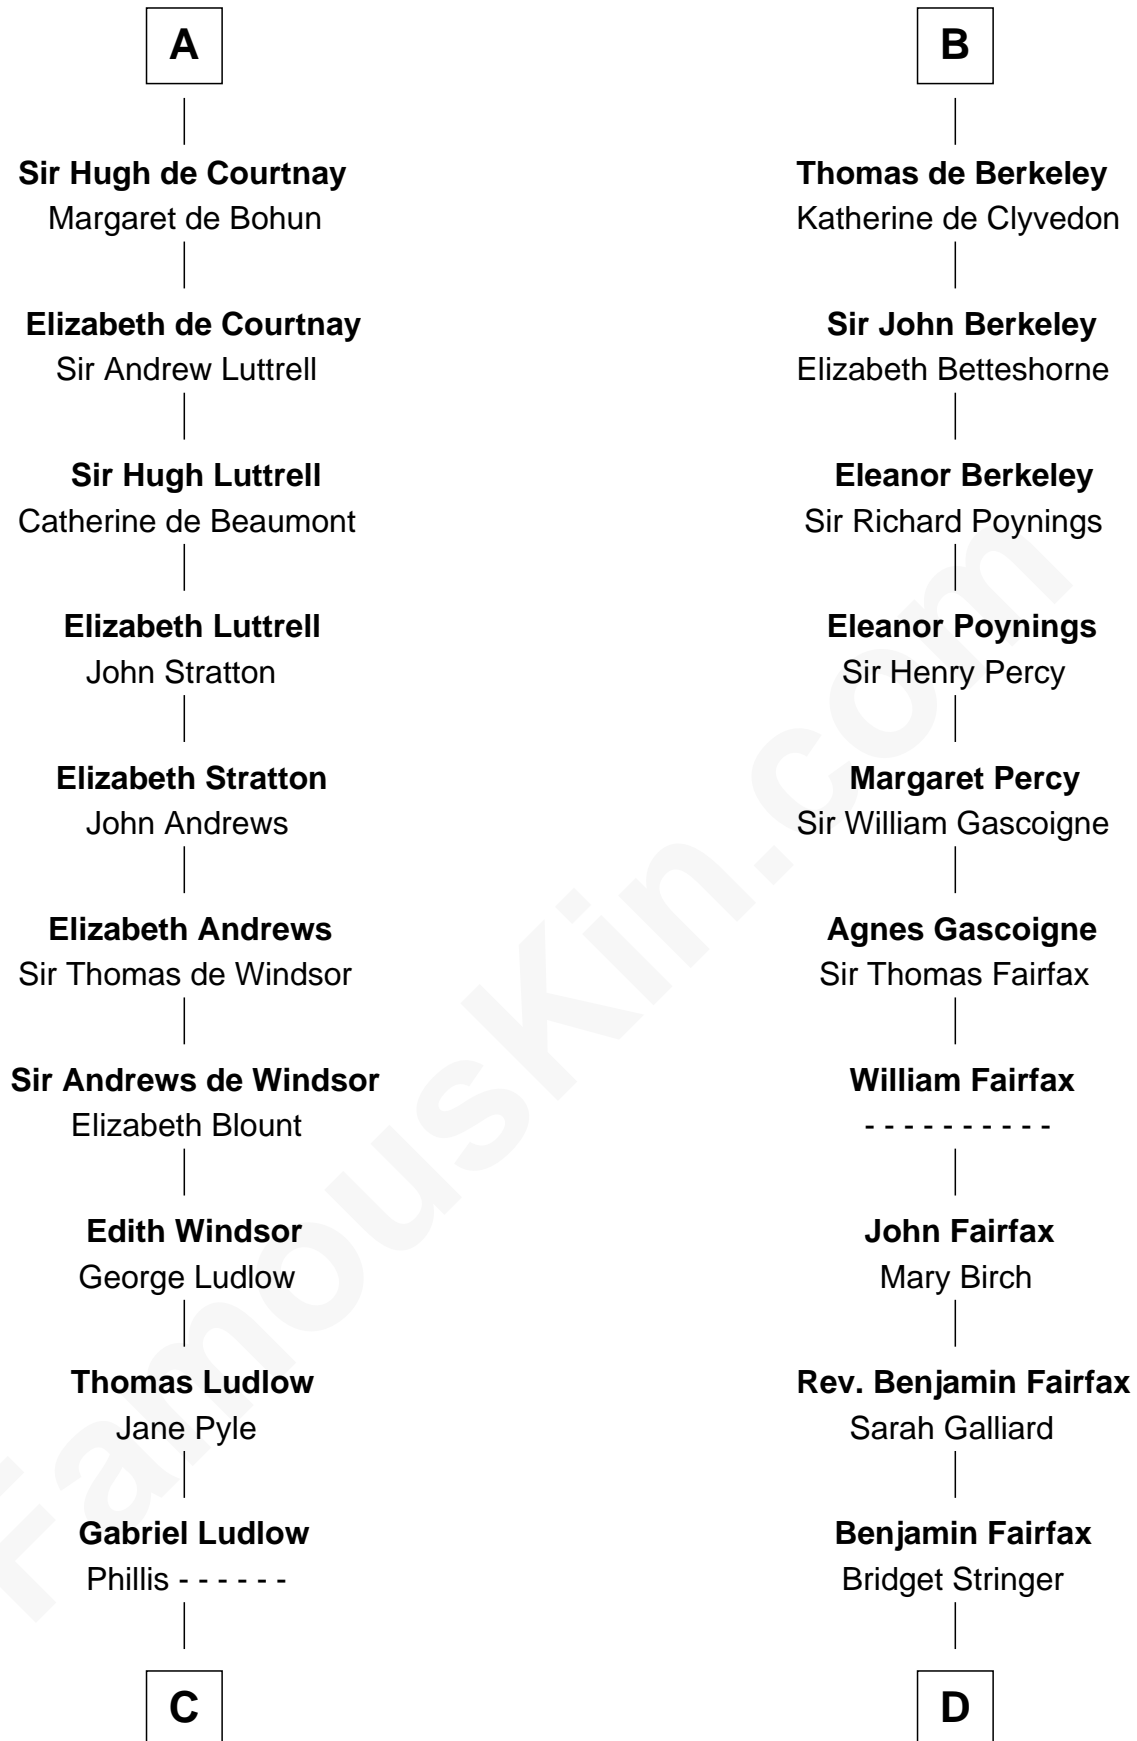 A
Sir Hugh de Courtnay
Margaret de Bohun
Elizabeth de Courtnay
Sir Andrew Luttrell
Sir Hugh Luttrell
Catherine de Beaumont
Elizabeth Luttrell
John Stratton
Elizabeth Stratton
John Andrews
Elizabeth Andrews
Sir Thomas de Windsor
Sir Andrews de Windsor
Elizabeth Blount
Edith Windsor
George Ludlow
Thomas Ludlow
Jane Pyle
Gabriel Ludlow
Phillis - - - - - -
C
B
Thomas de Berkeley
Katherine de Clyvedon
Sir John Berkeley
Elizabeth Betteshorne
Eleanor Berkeley
Sir Richard Poynings
Eleanor Poynings
Sir Henry Percy
Margaret Percy
Sir William Gascoigne
Agnes Gascoigne
Sir Thomas Fairfax
William Fairfax
- - - - - - - - - -
John Fairfax
Mary Birch
Rev. Benjamin Fairfax
Sarah Galliard
Benjamin Fairfax
Bridget Stringer
D
FamousKin.com